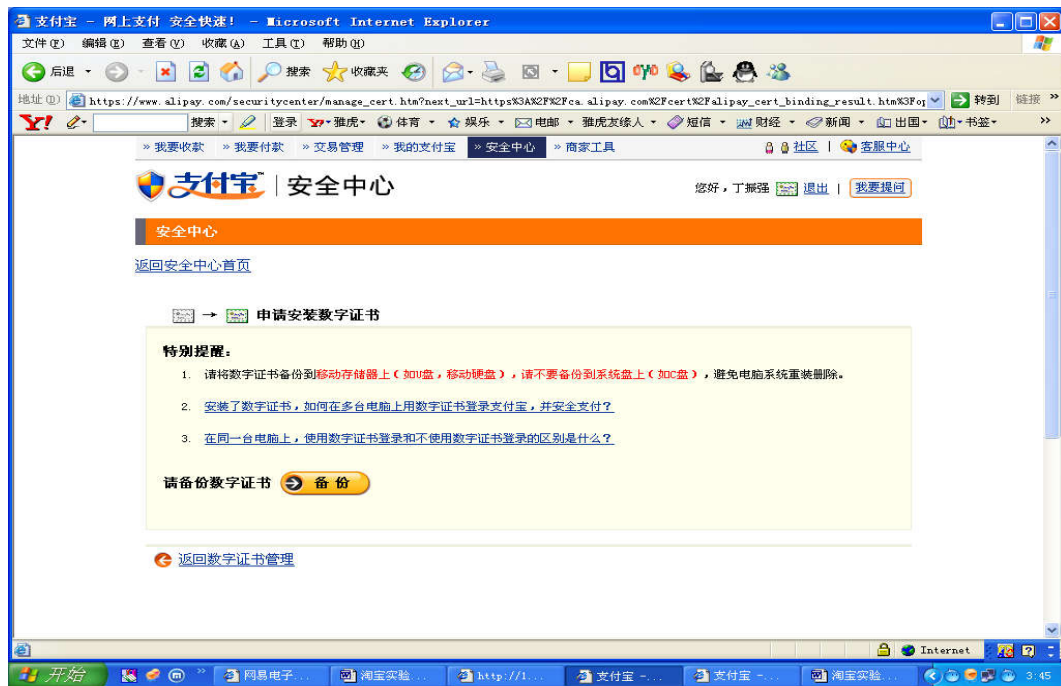 支付宝 - 网上支付 安全快速! - Microsoft Internet Explorer
文件(F) 编辑(E) 查看(V) 收藏(A) 工具(T) 帮助(H)
后退 搜索 收藏夹
地址(D) https://www.alipay.com/securitycenter/manage_cert.htm?next_url=https%3A%2F%2Fca.alipay.com%2Fcert%2Falipay_cert_binding_result.htm%3Fo 转到 链接 »
Y! 搜索 登录 雅虎 体育 娱乐 电邮 雅虎友缘人 短信 财经 新闻 出国 书签 »
» 我要收款 » 我要付款 » 交易管理 » 我的支付宝 » 安全中心 » 商家工具 社区 | 客服中心
支付宝 | 安全中心 您好,丁振强 退出 | 我要提问
安全中心
返回安全中心首页
→ 申请安装数字证书
特别提醒:
1. 请将数字证书备份到移动存储器上(如U盘,移动硬盘),请不要备份到系统盘上(如C盘),避免电脑系统重装删除。
2. 安装了数字证书,如何在多台电脑上用数字证书登录支付宝,并安全支付?
3. 在同一台电脑上,使用数字证书登录和不使用数字证书登录的区别是什么?
请备份数字证书 备份
返回数字证书管理
Internet
开始 » 网易电子... 淘宝实验... http://1... 支付宝 -... 支付宝 -... 淘宝实验... 3:45